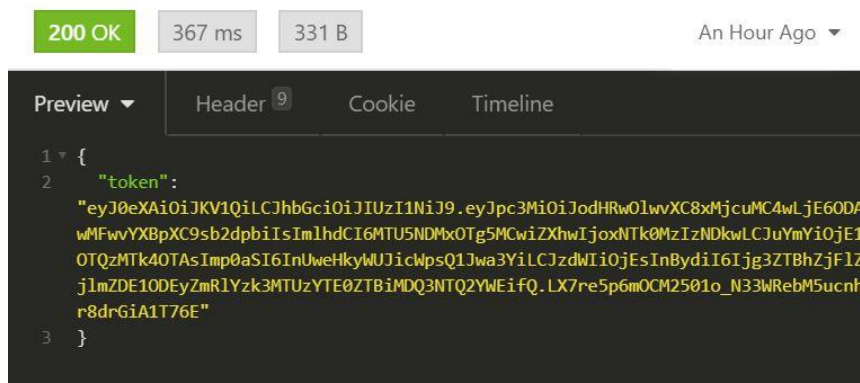 200 OK 367 ms 331 B An Hour Ago
Preview Header 9 Cookie Timeline
1 {
2 "token":
"eyJ0eXAiOiJKV1QiLCJhbGciOiJIUzI1NiJ9.eyJpc3MiOiJodHRwOlwvXC8xMjcuMC4wLjE6ODA
wMFwvYXBpXC9sb2dpbiIsImlhdCI6MTU5NDMxOTg5MCwiZXhwIjoxNTk0MzIzNDkwLCJuYmYiOjE1
OTQzMTk4OTAsImp0aSI6InUweHkyWUJicWpsQ1Jwa3YiLCJzdWIiOjEsInBydiI6Ijg3ZTBhZjFlZ
jlmZDE1ODEyZmRlYzk3MTUzYTE0ZTBiMDQ3NTQ2YWEifQ.LX7re5p6mOCM2501o_N33WRebM5ucnh
r8drGiA1T76E"
3 }